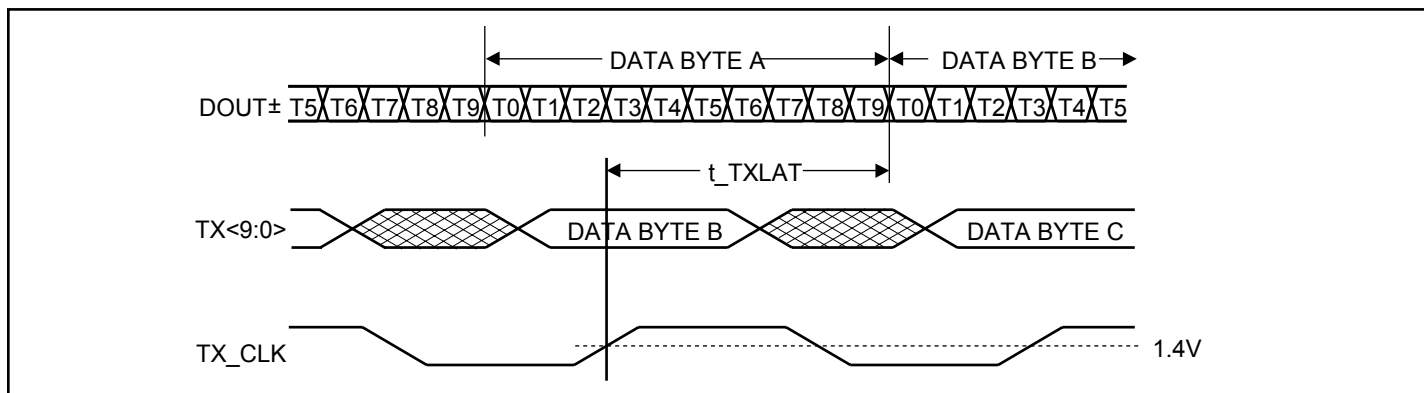 DATA BYTE A DATA BYTE B
DOUT± T5 T6 T7 T8 T9 T0 T1 T2 T3 T4 T5 T6 T7 T8 T9 T0 T1 T2 T3 T4 T5
t_TXLAT
TX<9:0> DATA BYTE B DATA BYTE C
TX_CLK 1.4V